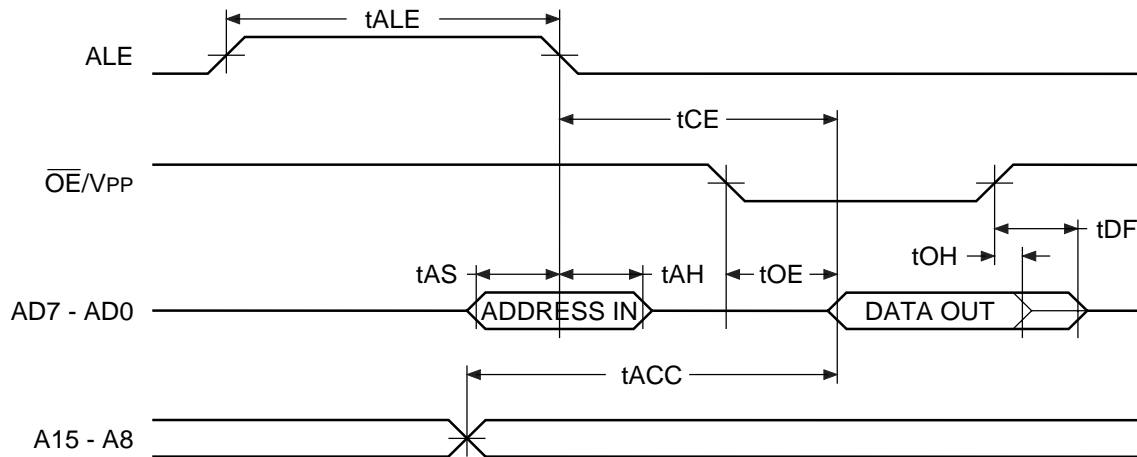 tALE
ALE
tCE
OE/VPP
tDF
tOH
tAS
tAH
tOE
AD7 - AD0
ADDRESS IN
DATA OUT
tACC
A15 - A8